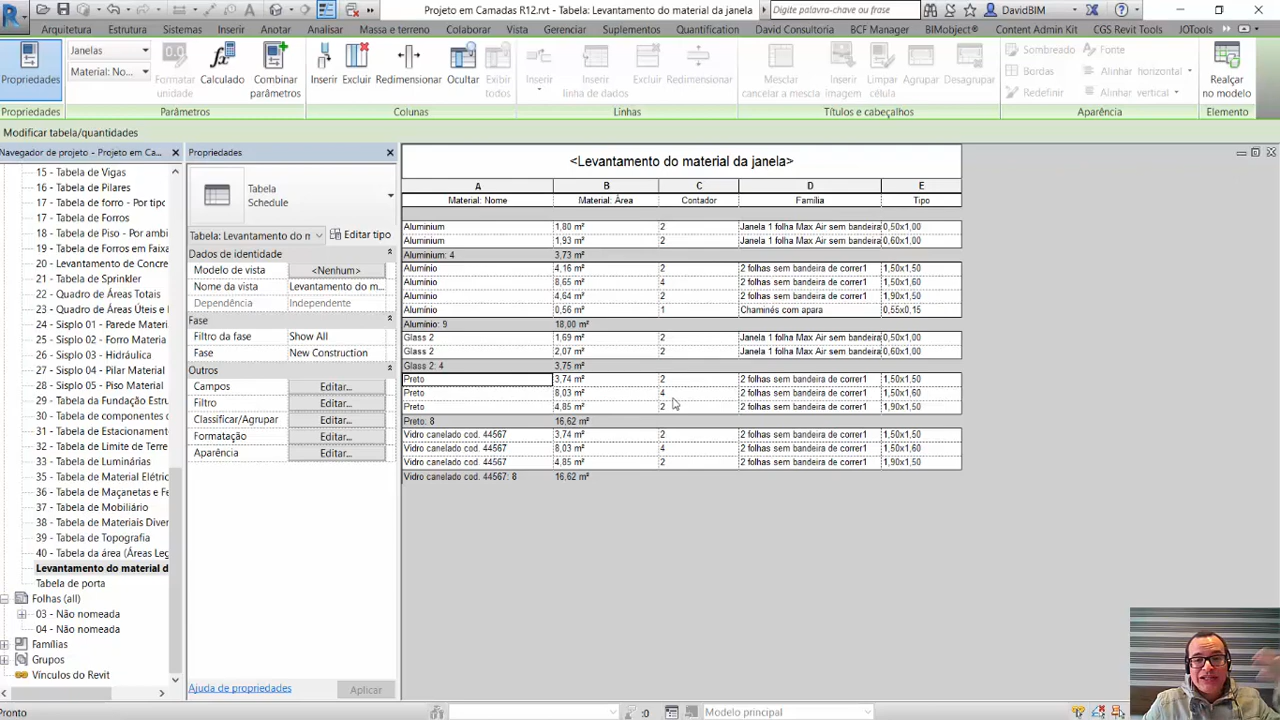 Projeto em Camadas R12.rvt - Tabela: Levantamento do material da janela
Digite palavra-chave ou frase
DavidBIM
Arquitetura Estrutura Sistemas Inserir Anotar Analisar Massa e terreno Colaborar Vista Gerenciar Suplementos Quantification David Consultoria BCF Manager BIMobject® Content Admin Kit CGS Revit Tools JOTools
Propriedades
Janelas
Material: No...
Formatar unidade
Calculado
Combinar parâmetros
Inserir
Excluir
Redimensionar
Ocultar
Exibir todos
Inserir
Inserir linha de dados
Excluir
Redimensionar
Mesclar cancelar a mescla
Inserir imagem
Limpar célula
Agrupar
Desagrupar
Sombreado
Bordas
Redefinir
Fonte
Alinhar horizontal
Alinhar vertical
Realçar no modelo
Propriedades Parâmetros Colunas Linhas Títulos e cabeçalhos Aparência Elemento
Modificar tabela/quantidades
Navegador de projeto - Projeto em Ca...
15 - Tabela de Vigas
16 - Tabela de Pilares
17 - Tabela de forro - Por tipo
17 - Tabela de Forros
18 - Tabela de Piso - Por ambi
19 - Tabela de Forros em Faixa
20 - Levantamento de Concre
21 - Tabela de Sprinkler
22 - Quadro de Áreas Totais
23 - Quadro de Áreas Úteis e
24 - Sisplo 01 - Parede Materi
25 - Sisplo 02 - Forro Materia
26 - Sisplo 03 - Hidráulica
27 - Sisplo 04 - Pilar Material
28 - Sisplo 05 - Piso Material
29 - Tabela da Fundação Estru
30 - Tabela de componentes d
31 - Tabela de Estacionament
32 - Tabela de Limite de Terre
33 - Tabela de Luminárias
35 - Tabela de Material Elétric
36 - Tabela de Maçanetas e Fe
37 - Tabela de Mobiliário
38 - Tabela de Materiais Diver
39 - Tabela de Topografia
40 - Tabela da área (Áreas Leg
Levantamento do material d
Tabela de porta
Folhas (all)
03 - Não nomeada
04 - Não nomeada
Famílias
Grupos
Vínculos do Revit
Propriedades
Tabela
Schedule
Tabela: Levantamento do n
Editar tipo
Dados de identidade
Modelo de vista <Nenhum>
Nome da vista Levantamento do m...
Dependência Independente
Fase
Filtro da fase Show All
Fase New Construction
Outros
Campos Editar...
Filtro Editar...
Classificar/Agrupar Editar...
Formatação Editar...
Aparência Editar...
Ajuda de propriedades
Aplicar
<Levantamento do material da janela>
A B C D E
Material: Nome Material: Área Contador Família Tipo
Aluminium 1,80 m² 2 Janela 1 folha Max Air sem bandeira 0,50x1,00
Aluminium 1,93 m² 2 Janela 1 folha Max Air sem bandeira 0,60x1,00
Aluminium: 4 3,73 m²
Alumínio 4,16 m² 2 2 folhas sem bandeira de correr1 1,50x1,50
Alumínio 8,65 m² 4 2 folhas sem bandeira de correr1 1,50x1,60
Alumínio 4,64 m² 2 2 folhas sem bandeira de correr1 1,90x1,50
Alumínio 0,56 m² 1 Chaminés com apara 0,55x0,15
Alumínio: 9 18,00 m²
Glass 2 1,69 m² 2 Janela 1 folha Max Air sem bandeira 0,50x1,00
Glass 2 2,07 m² 2 Janela 1 folha Max Air sem bandeira 0,60x1,00
Glass 2: 4 3,75 m²
Preto 3,74 m² 2 2 folhas sem bandeira de correr1 1,50x1,50
Preto 8,03 m² 4 2 folhas sem bandeira de correr1 1,50x1,60
Preto 4,85 m² 2 2 folhas sem bandeira de correr1 1,90x1,50
Preto: 8 16,62 m²
Vidro canelado cod. 44567 3,74 m² 2 2 folhas sem bandeira de correr1 1,50x1,50
Vidro canelado cod. 44567 8,03 m² 4 2 folhas sem bandeira de correr1 1,50x1,60
Vidro canelado cod. 44567 4,85 m² 2 2 folhas sem bandeira de correr1 1,90x1,50
Vidro canelado cod. 44567: 8 16,62 m²
Pronto
:0
Modelo principal